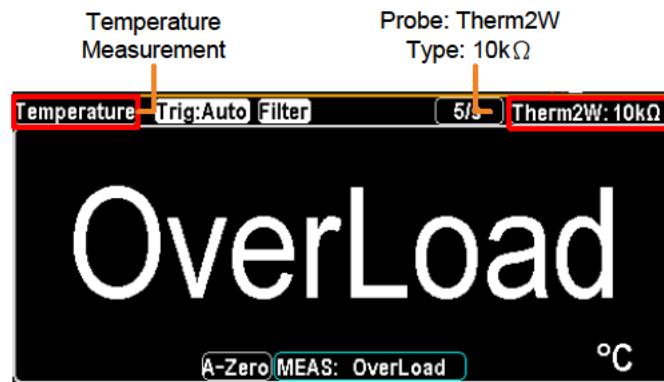 Temperature
Measurement
Probe: Therm2W
Type: 10kΩ
Temperature Trig:Auto Filter 5/s Therm2W: 10kΩ
OverLoad
°C
A-Zero MEAS: OverLoad